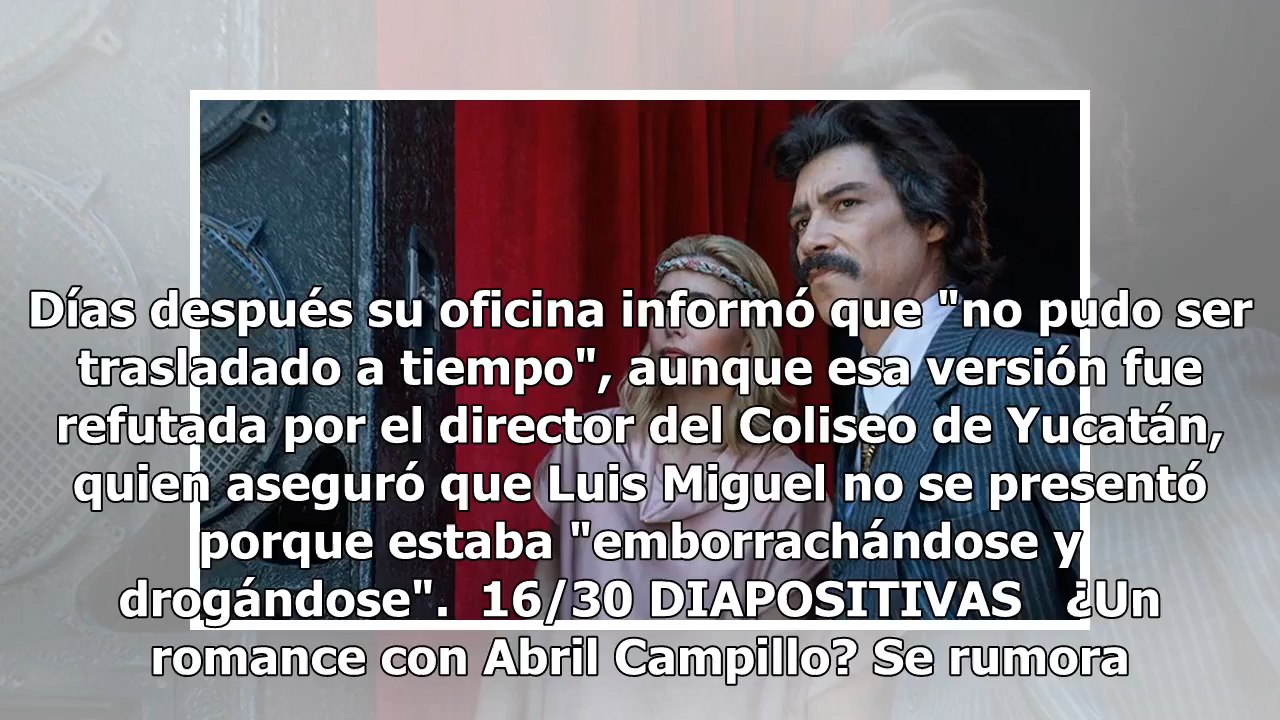 Días después su oficina informó que "no pudo ser
trasladado a tiempo", aunque esa versión fue
refutada por el director del Coliseo de Yucatán,
quien aseguró que Luis Miguel no se presentó
porque estaba "emborrachándose y
drogándose".  16/30 DIAPOSITIVAS   ¿Un
romance con Abril Campillo? Se rumora